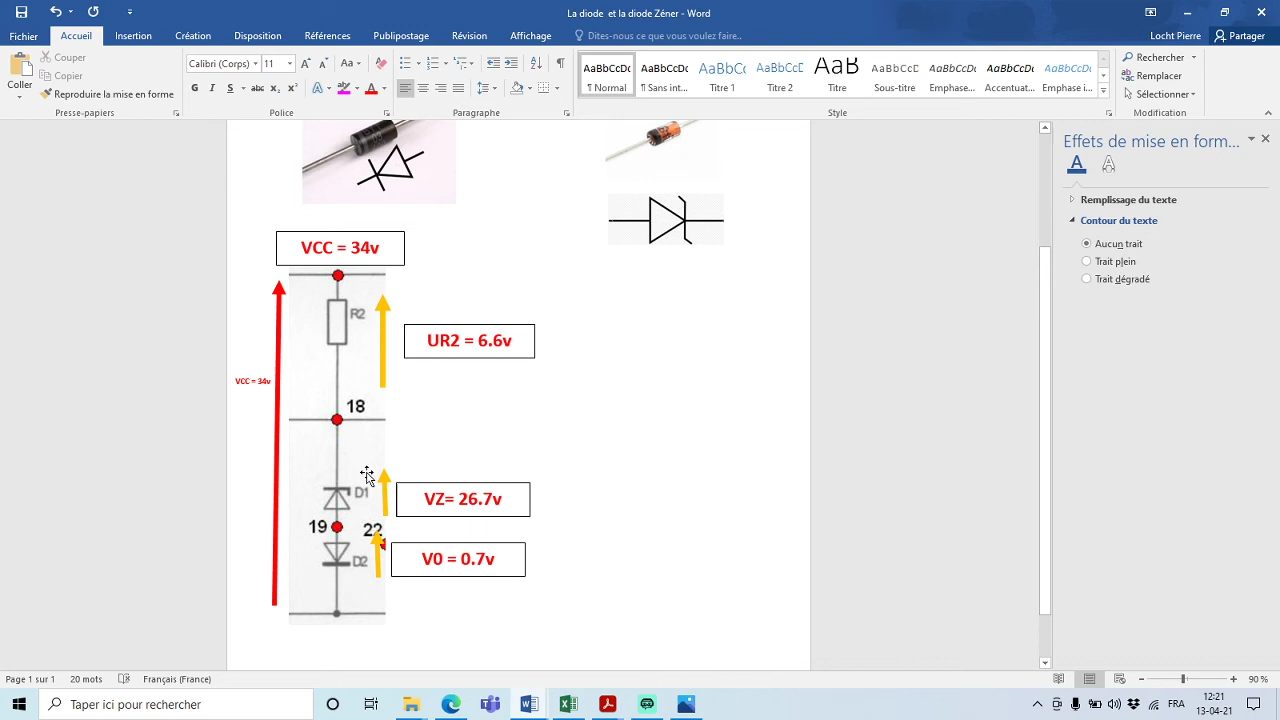 La diode et la diode Zéner - Word
Fichier Accueil Insertion Création Disposition Références Publipostage Révision Affichage Dites-nous ce que vous voulez faire... Locht Pierre Partager
Coller
Couper
Copier
Reproduire la mise en forme
Presse-papiers
Calibri (Corps) 11
G I S abc x₂ x²
Police
Paragraphe
AaBbCcDc AaBbCcDc AaBbCc AaBbCcD AaB AaBbCcD AaBbCcDc AaBbCcDc AaBbCcDc
¶ Normal ¶ Sans int... Titre 1 Titre 2 Titre Sous-titre Emphase... Accentuat... Emphase i...
Style
Rechercher
Remplacer
Sélectionner
Modification
Effets de mise en form...
Remplissage du texte
Contour du texte
Aucun trait
Trait plein
Trait dégradé
VCC = 34v
R2
UR2 = 6.6v
VCC = 34v
18
D1
VZ= 26.7v
19
22
D2
V0 = 0.7v
Page 1 sur 1 20 mots Français (France) 90 %
Taper ici pour rechercher
FRA
12:21
13-04-21